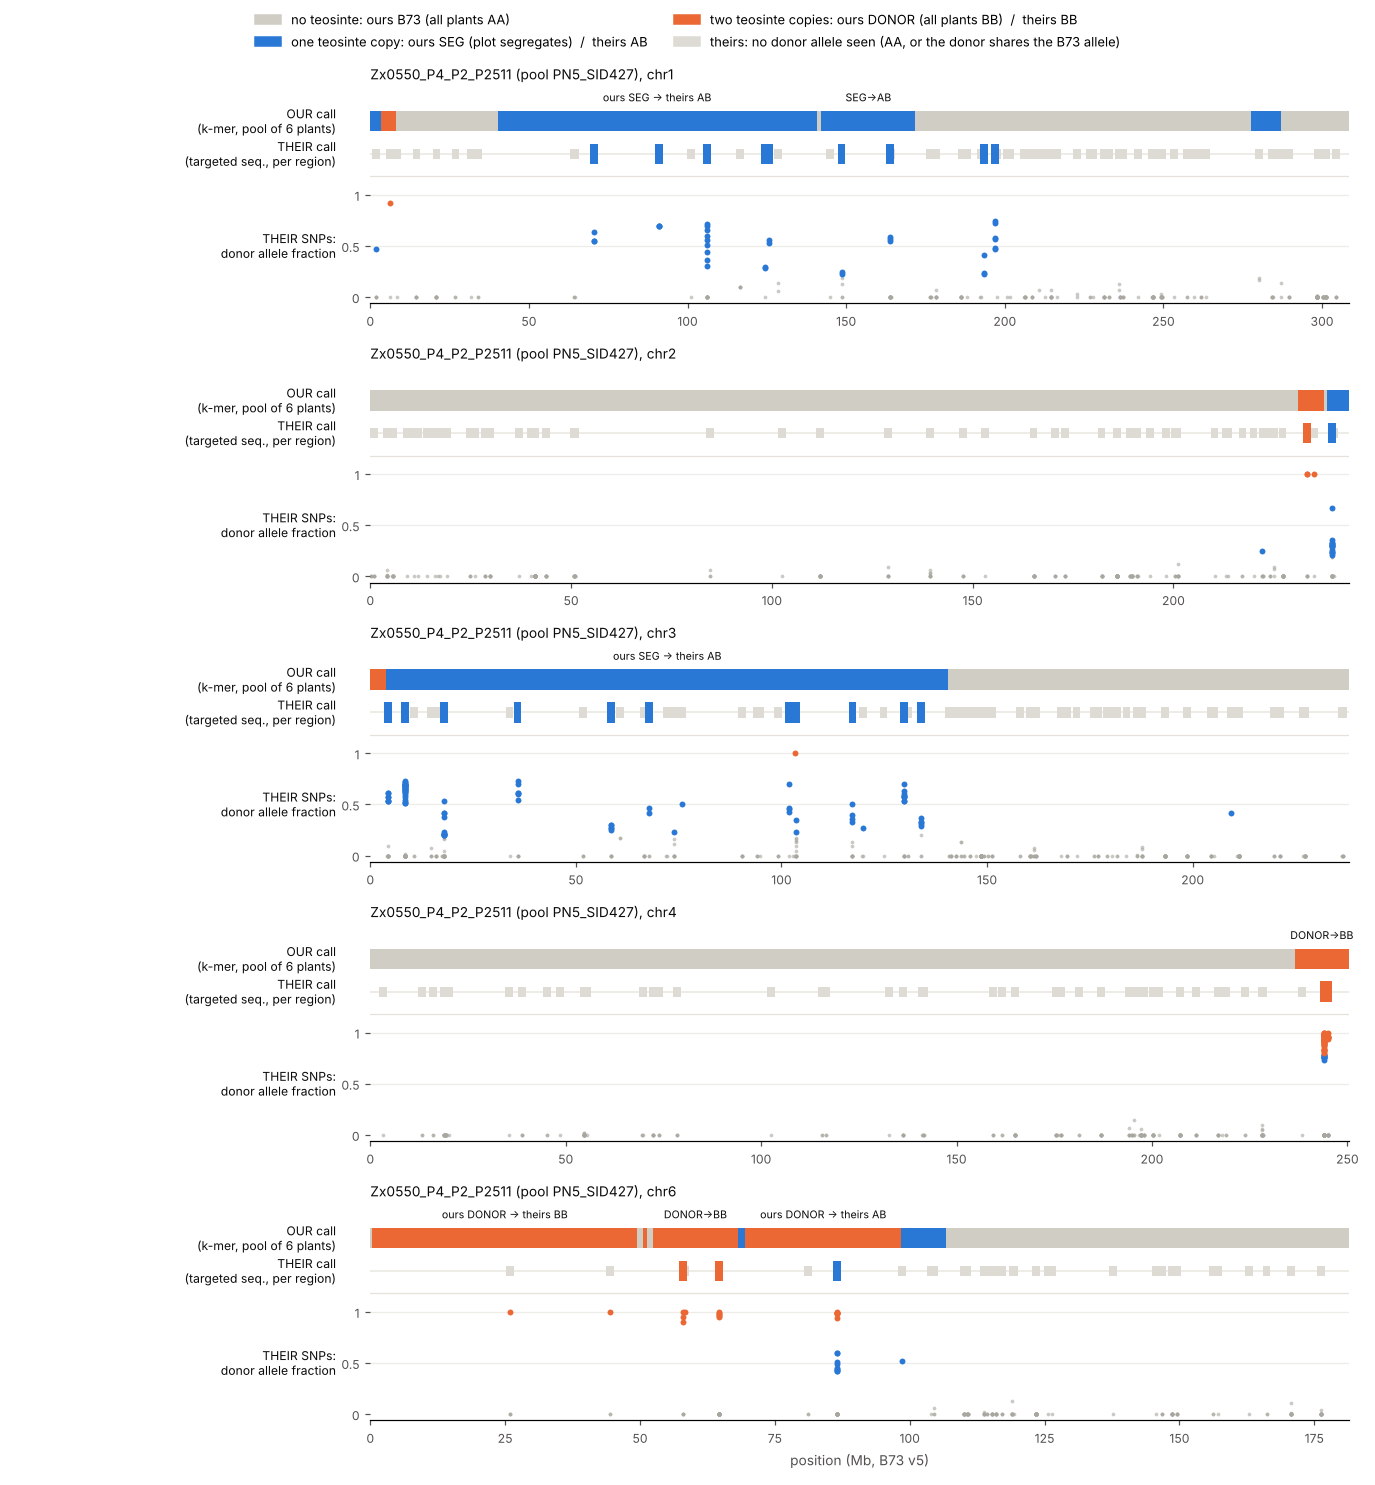 no teosinte: ours B73 (all plants AA)
two teosinte copies: ours DONOR (all plants BB)  /  theirs BB
one teosinte copy: ours SEG (plot segregates)  /  theirs AB
theirs: no donor allele seen (AA, or the donor shares the B73 allele)
Zx0550_P4_P2_P2511 (pool PN5_SID427), chr1
ours SEG → theirs AB
SEG→AB
OUR call
(k-mer, pool of 6 plants)
THEIR call
(targeted seq., per region)
1
THEIR SNPs:
donor allele fraction
0.5
0
0 50 100 150 200 250 300
Zx0550_P4_P2_P2511 (pool PN5_SID427), chr2
OUR call
(k-mer, pool of 6 plants)
THEIR call
(targeted seq., per region)
1
THEIR SNPs:
donor allele fraction
0.5
0
0 50 100 150 200
Zx0550_P4_P2_P2511 (pool PN5_SID427), chr3
ours SEG → theirs AB
OUR call
(k-mer, pool of 6 plants)
THEIR call
(targeted seq., per region)
1
THEIR SNPs:
donor allele fraction
0.5
0
0 50 100 150 200
Zx0550_P4_P2_P2511 (pool PN5_SID427), chr4
DONOR→BB
OUR call
(k-mer, pool of 6 plants)
THEIR call
(targeted seq., per region)
1
THEIR SNPs:
donor allele fraction
0.5
0
0 50 100 150 200 250
Zx0550_P4_P2_P2511 (pool PN5_SID427), chr6
ours DONOR → theirs BB
DONOR→BB
ours DONOR → theirs AB
OUR call
(k-mer, pool of 6 plants)
THEIR call
(targeted seq., per region)
1
THEIR SNPs:
donor allele fraction
0.5
0
0 25 50 75 100 125 150 175
position (Mb, B73 v5)